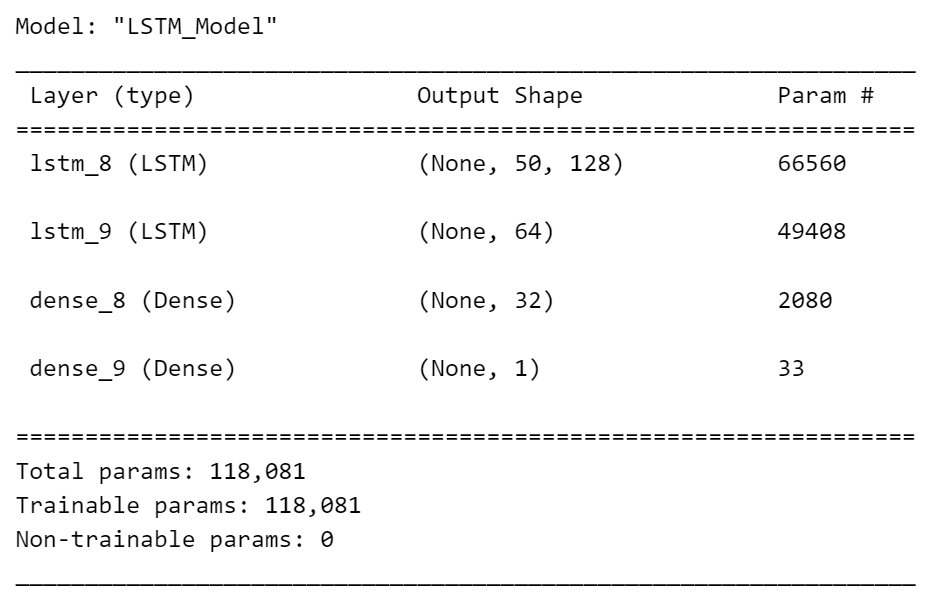 Model: "LSTM_Model"
Layer (type) Output Shape Param #
lstm_8 (LSTM) (None, 50, 128) 66560
lstm_9 (LSTM) (None, 64) 49408
dense_8 (Dense) (None, 32) 2080
dense_9 (Dense) (None, 1) 33
Total params: 118,081
Trainable params: 118,081
Non-trainable params: 0